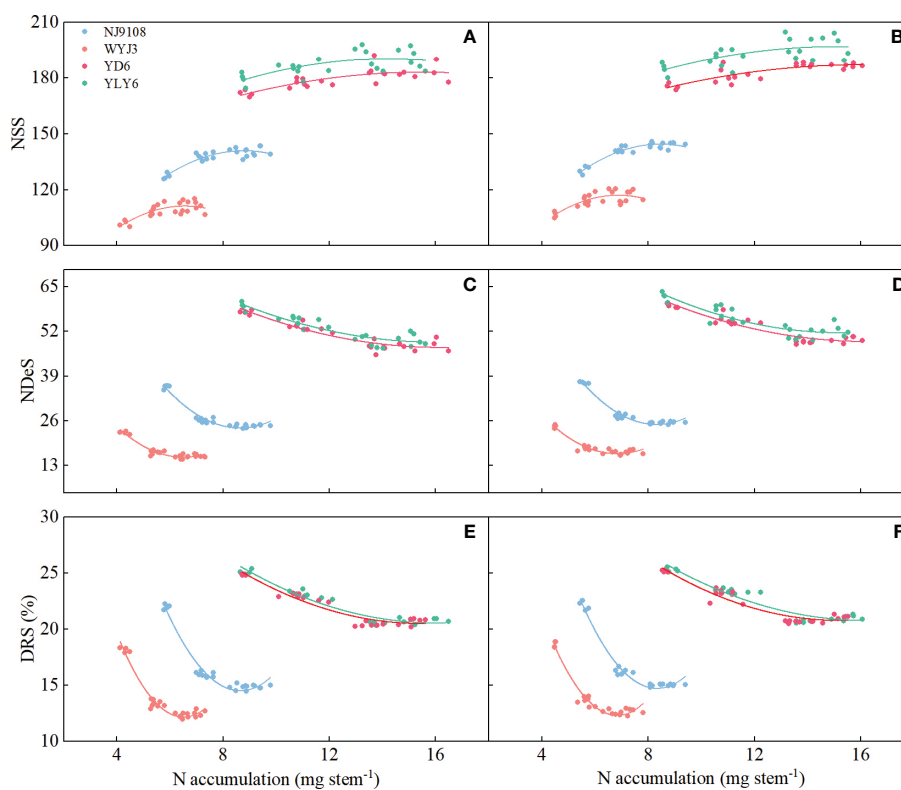 NJ9108
WYJ3
YD6
YLY6
A
B
NSS
210
180
150
120
90
C
D
NDeS
65
52
39
26
13
E
F
DRS (%)
30
25
20
15
10
4 8 12 16
4 8 12 16
N accumulation (mg stem⁻¹)
N accumulation (mg stem⁻¹)